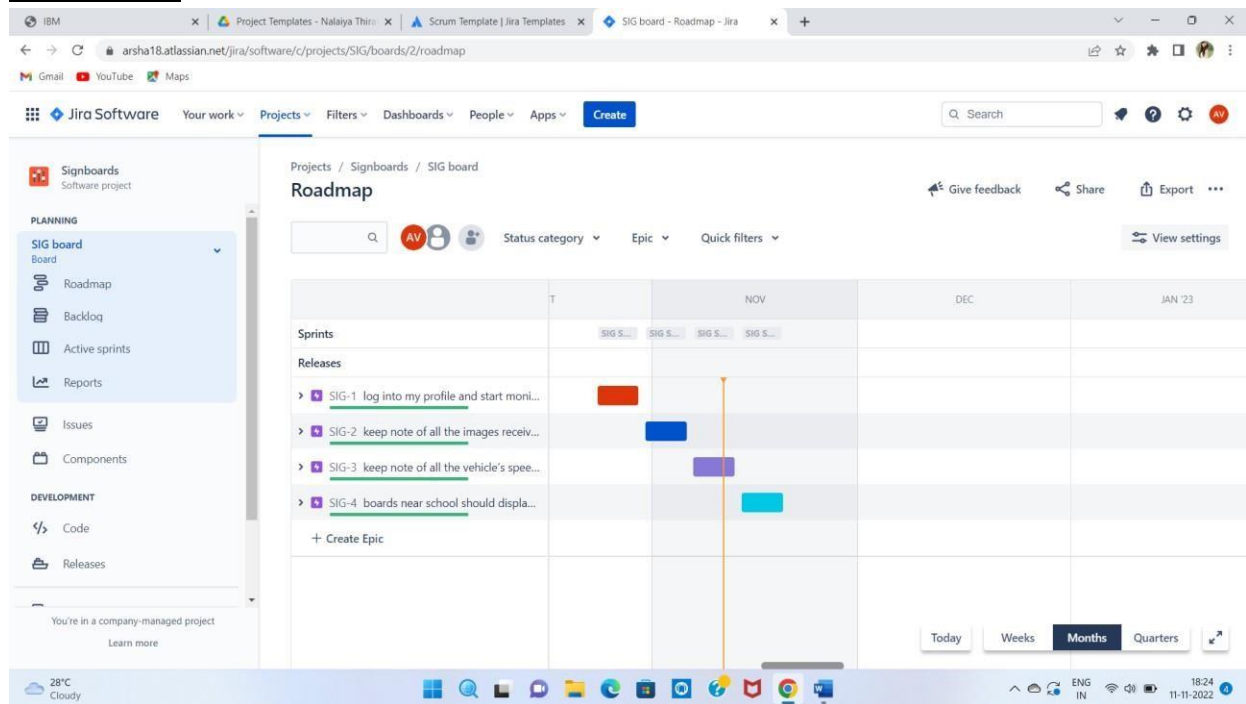 IBM
Project Templates - Nalaiya Thira
Scrum Template | Jira Templates
SIG board - Roadmap - Jira
arsha18.atlassian.net/jira/software/c/projects/SIG/boards/2/roadmap
Gmail YouTube Maps
Jira Software Your work Projects Filters Dashboards People Apps Create Search AV
Signboards
Software project
Projects / Signboards / SIG board
Roadmap
Give feedback Share Export
PLANNING
SIG board
Board
AV Status category Epic Quick filters View settings
Roadmap
Backlog
Active sprints
Reports
Issues
Components
DEVELOPMENT
Code
Releases
You're in a company-managed project
Learn more
T NOV DEC JAN '23
Sprints SIG S... SIG S... SIG S... SIG S...
Releases
SIG-1 log into my profile and start moni...
SIG-2 keep note of all the images receiv...
SIG-3 keep note of all the vehicle's spee...
SIG-4 boards near school should displa...
+ Create Epic
Today Weeks Months Quarters
28°C
Cloudy
ENG
IN
18:24
11-11-2022
4